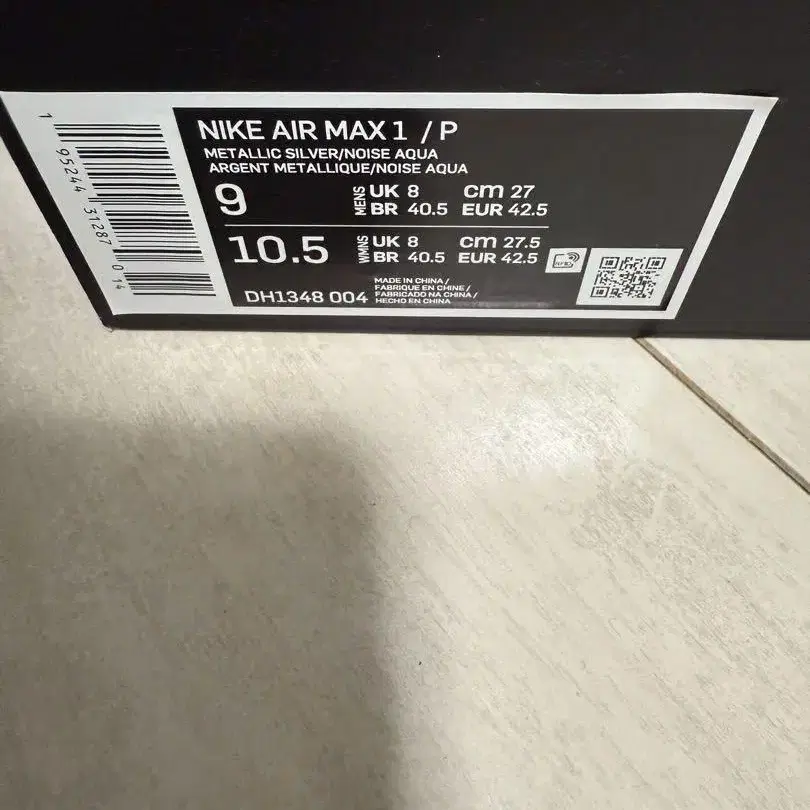 NIKE AIR MAX 1 / P
METALLIC SILVER/NOISE AQUA
ARGENT METALLIQUE/NOISE AQUA
9 MENS UK 8 cm 27
BR 40.5 EUR 42.5
10.5 WMNS UK 8 cm 27.5
BR 40.5 EUR 42.5
DH1348 004
MADE IN CHINA /
FABRIQUE EN CHINE /
FABRICADO NA CHINA /
HECHO EN CHINA
1 95244 31287 0 14